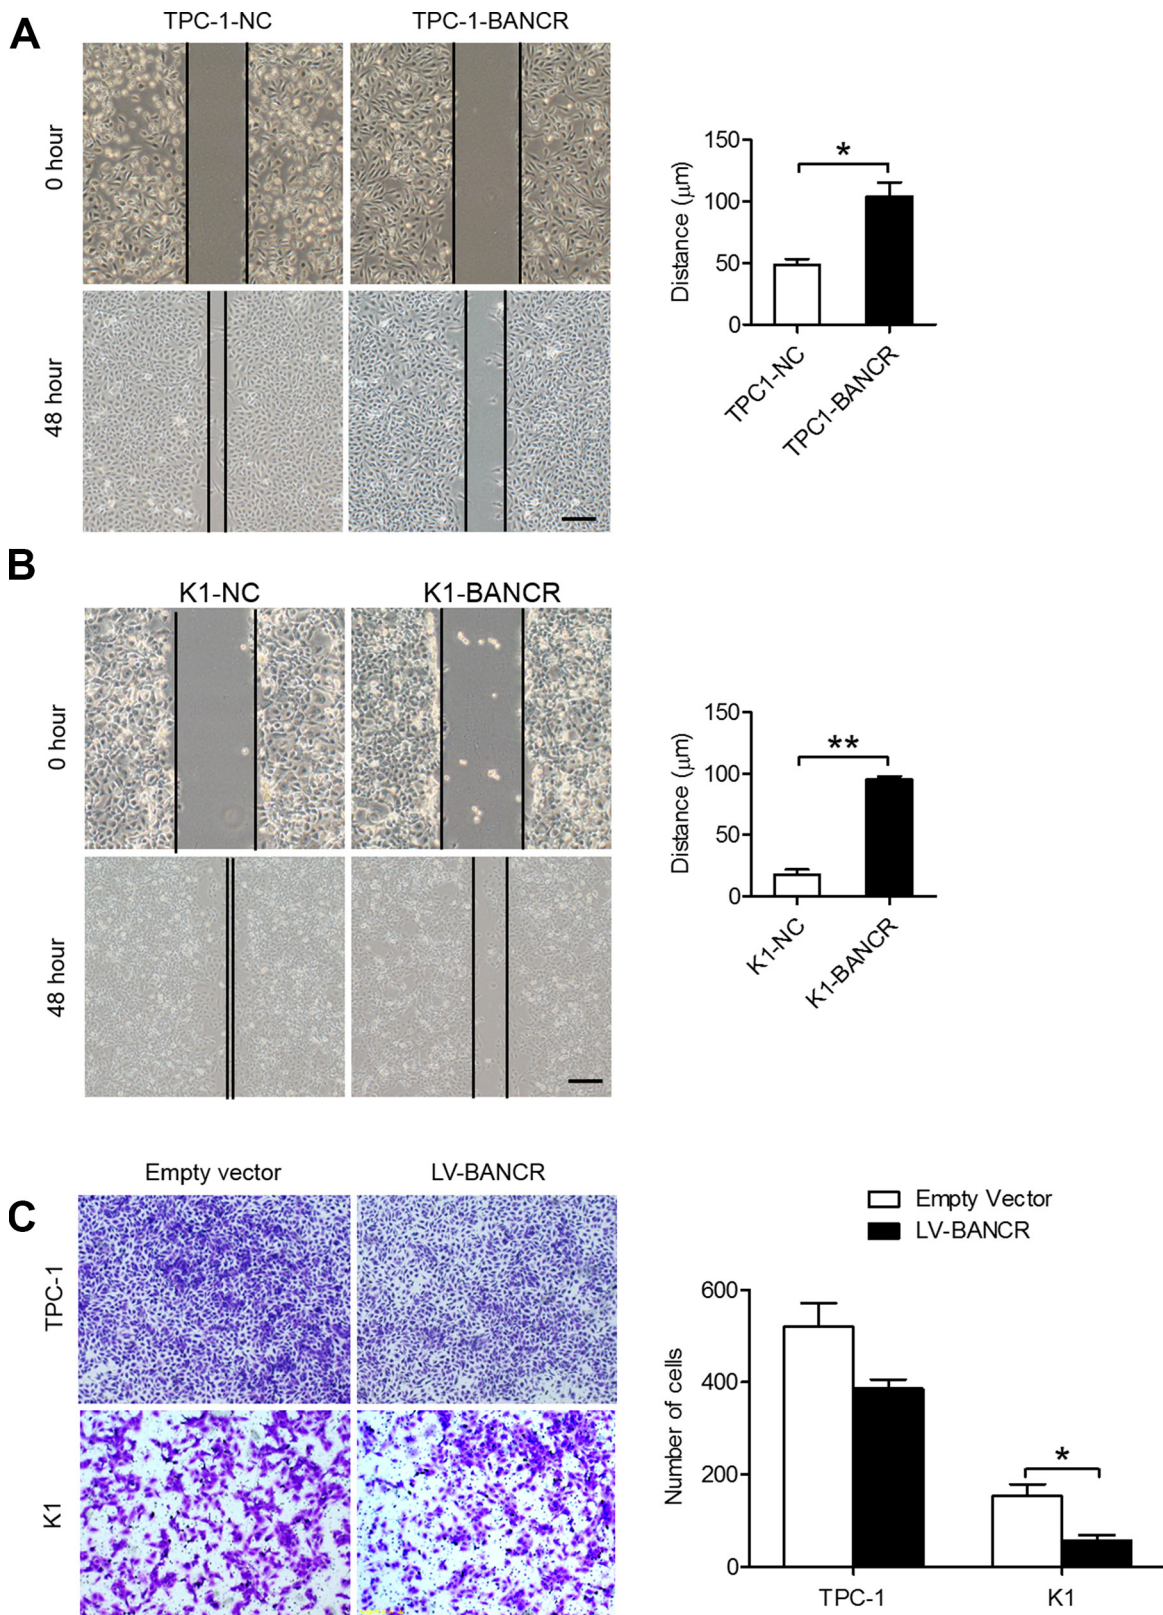 A
TPC-1-NC
TPC-1-BANCR
0 hour
48 hour
150
100
50
0
Distance (μm)
*
TPC1-NC
TPC1-BANCR
B
K1-NC
K1-BANCR
0 hour
48 hour
150
100
50
0
Distance (μm)
**
K1-NC
K1-BANCR
C
Empty vector
LV-BANCR
TPC-1
K1
Empty Vector
LV-BANCR
600
400
200
0
Number of cells
*
TPC-1
K1